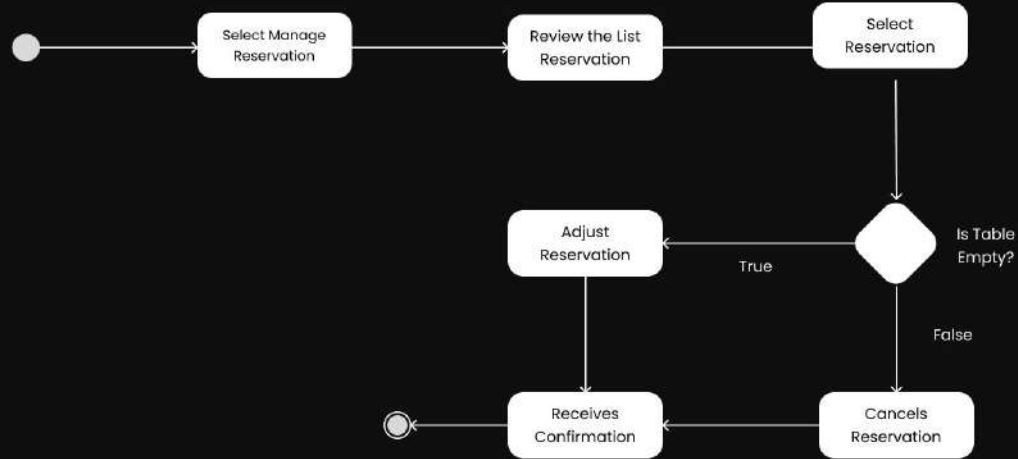 Select Manage
Reservation
Review the List
Reservation
Select
Reservation
Is Table
Empty?
True
Adjust
Reservation
False
Receives
Confirmation
Cancels
Reservation